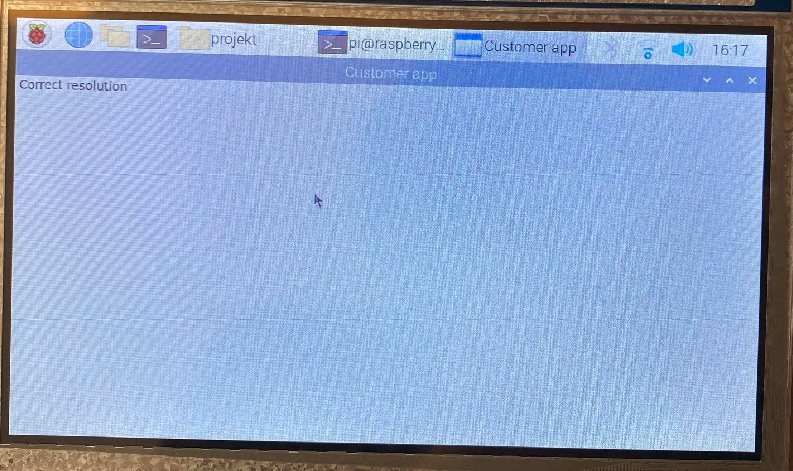 projekt pi@raspberry... Customer app 16:17
Customer app
Correct resolution